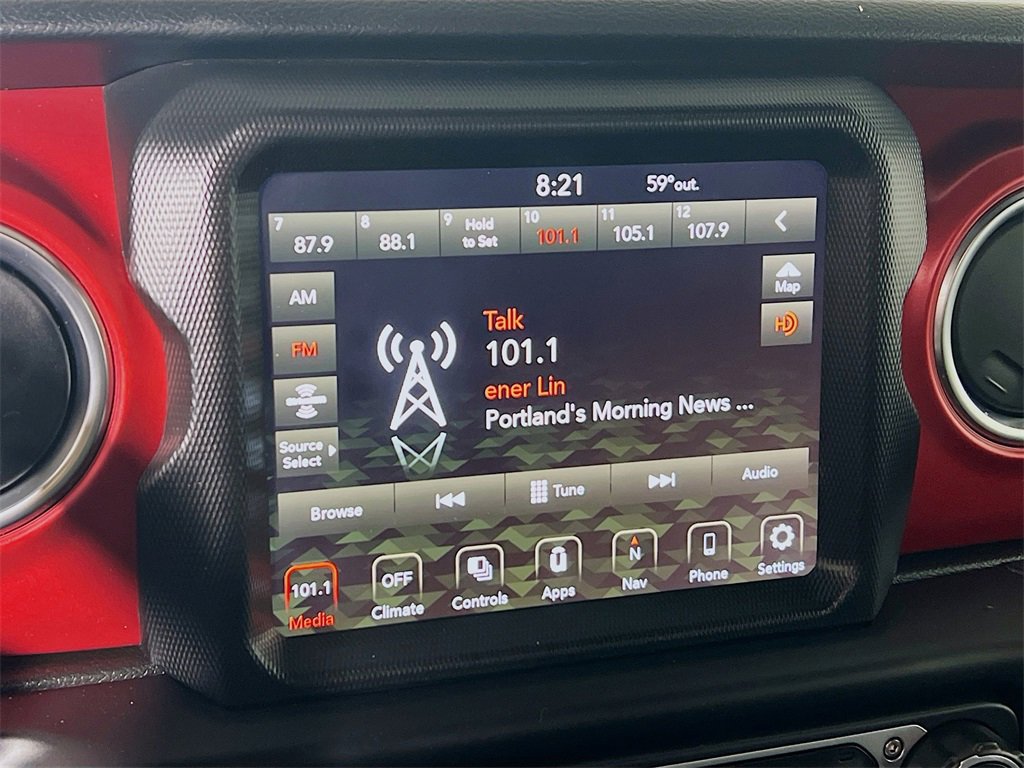 8:21 59°out.
7 87.9
8 88.1
9 Hold
to Set
10 101.1
11 105.1
12 107.9
AM
Map
FM
HD
Talk
101.1
ener Lin
Portland's Morning News ...
Source
Select
Browse
Tune
Audio
101.1
Media
OFF
Climate
Controls
Apps
N
Nav
Phone
Settings